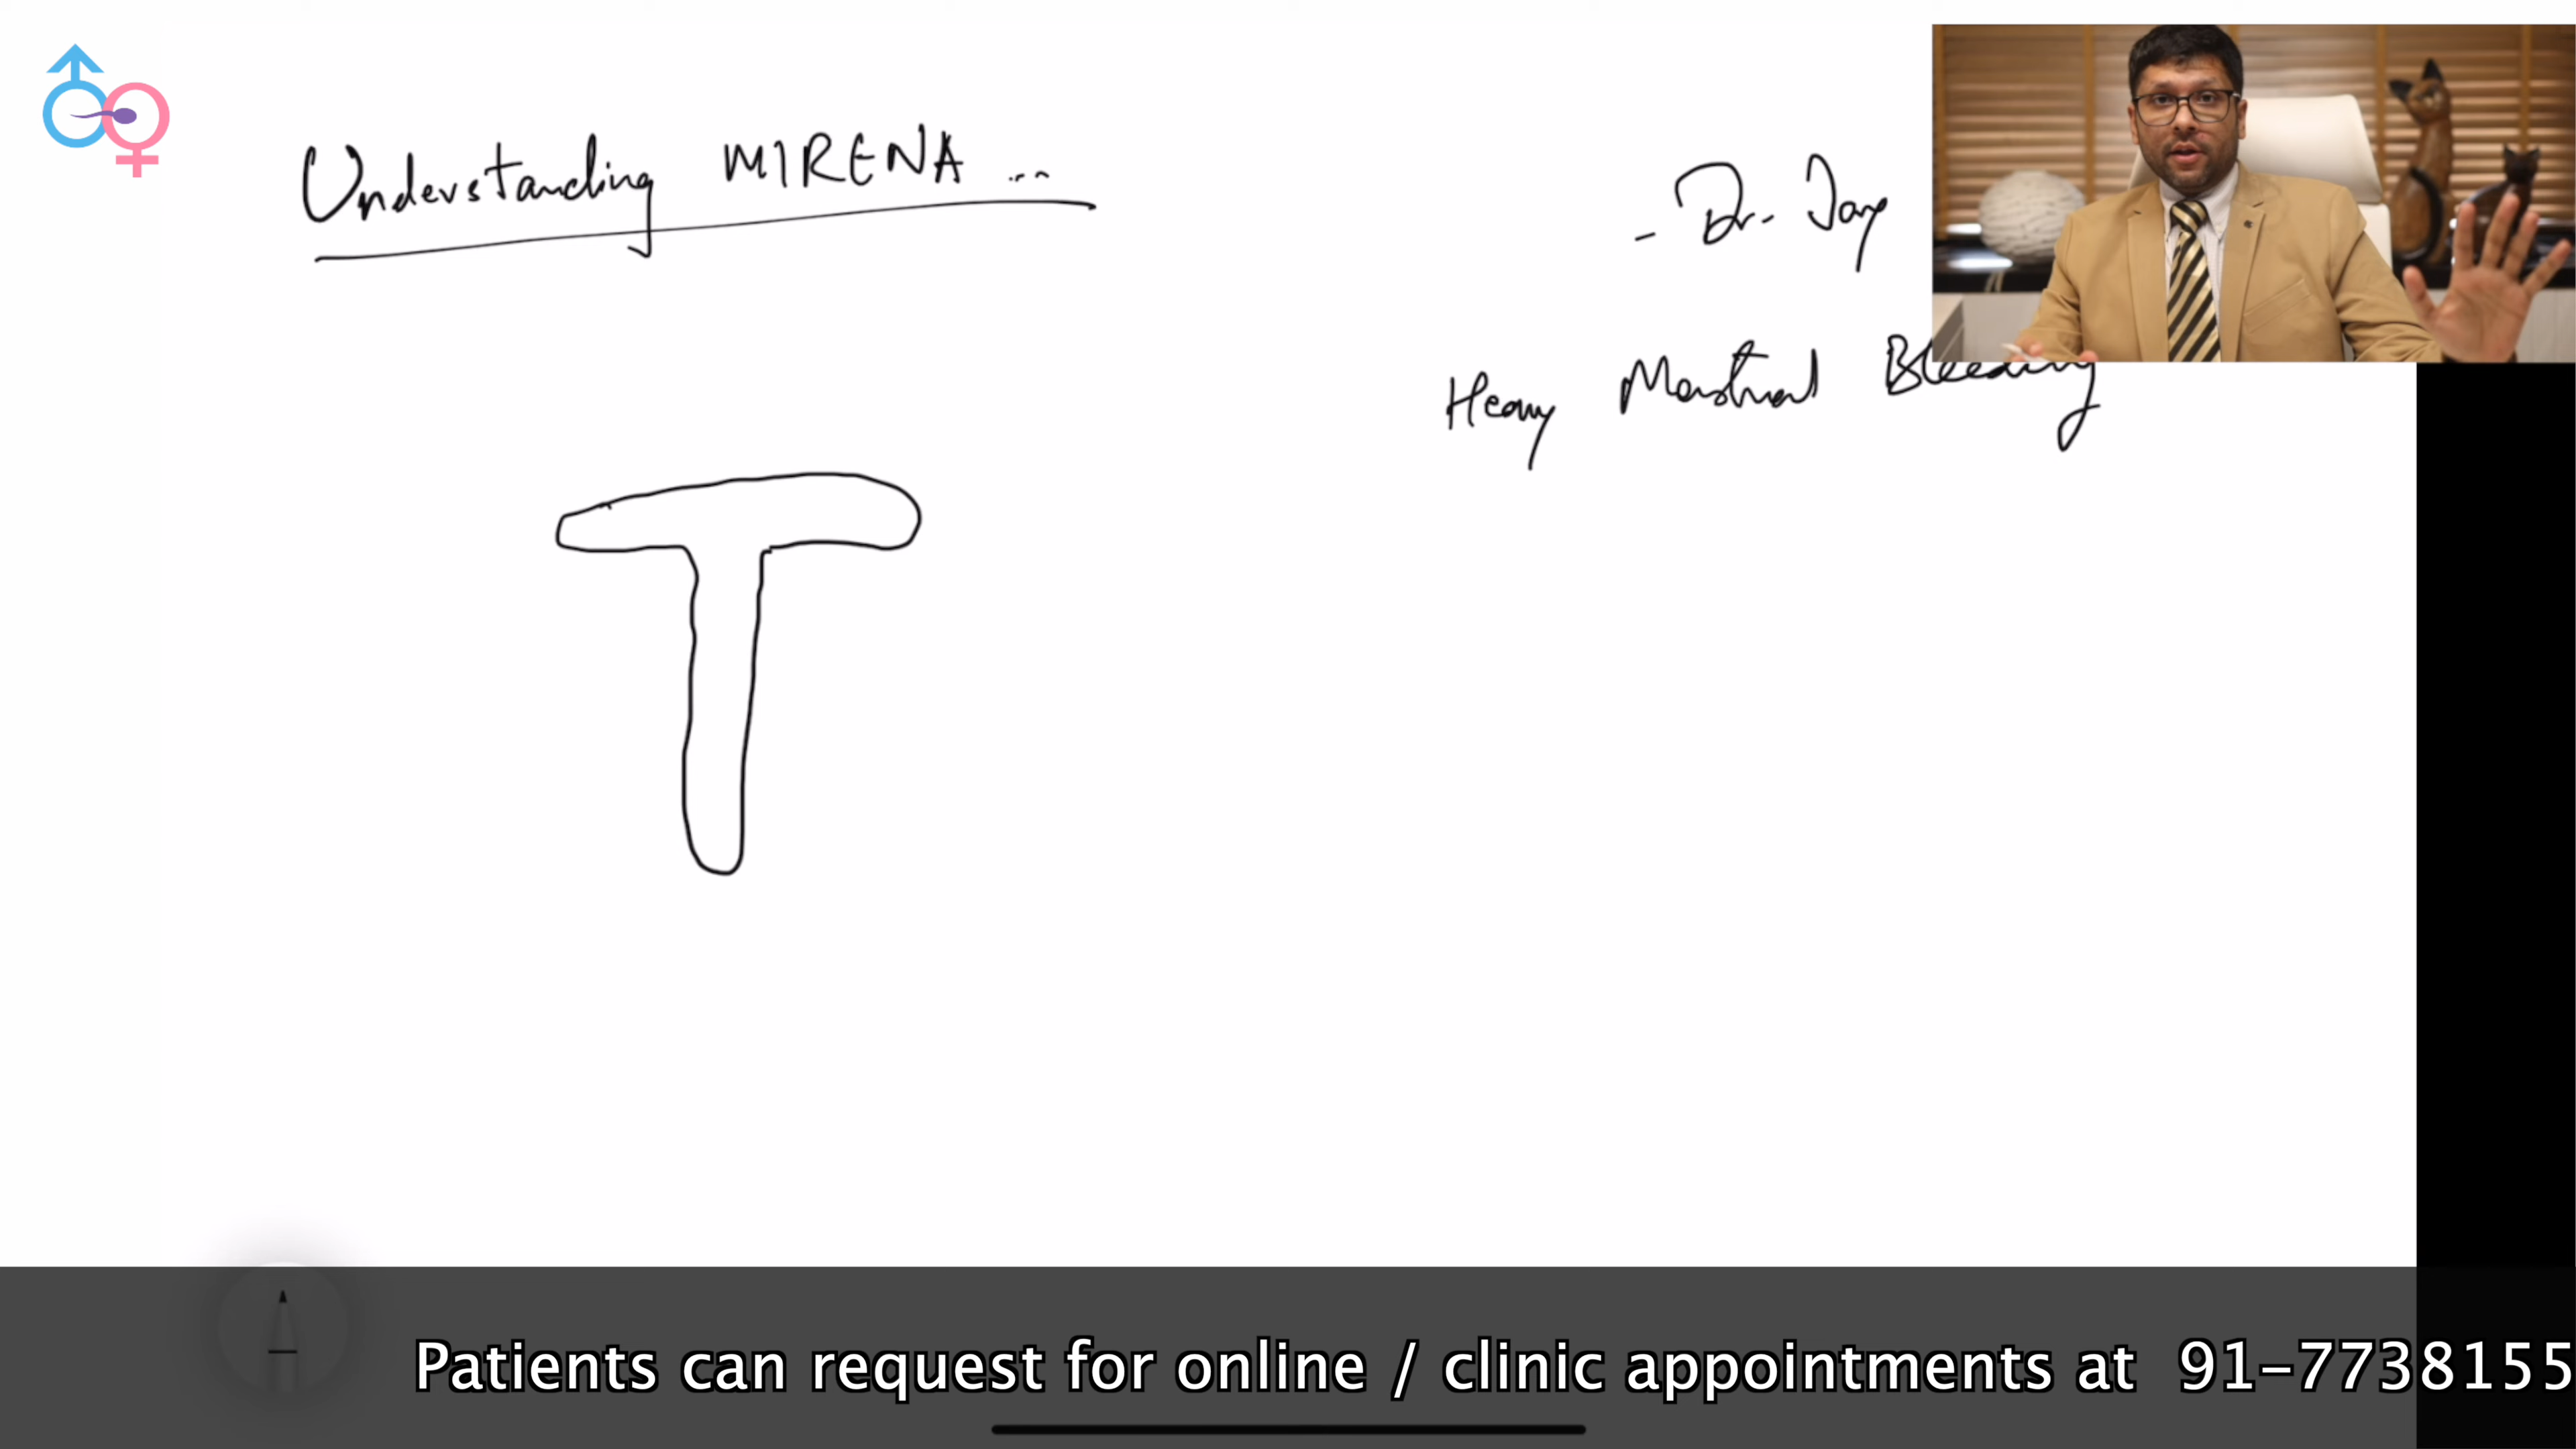 Understanding MIRENA ...
- Dr. Jay
Heavy Menstrual Bleeding
Patients can request for online / clinic appointments at 91-7738155